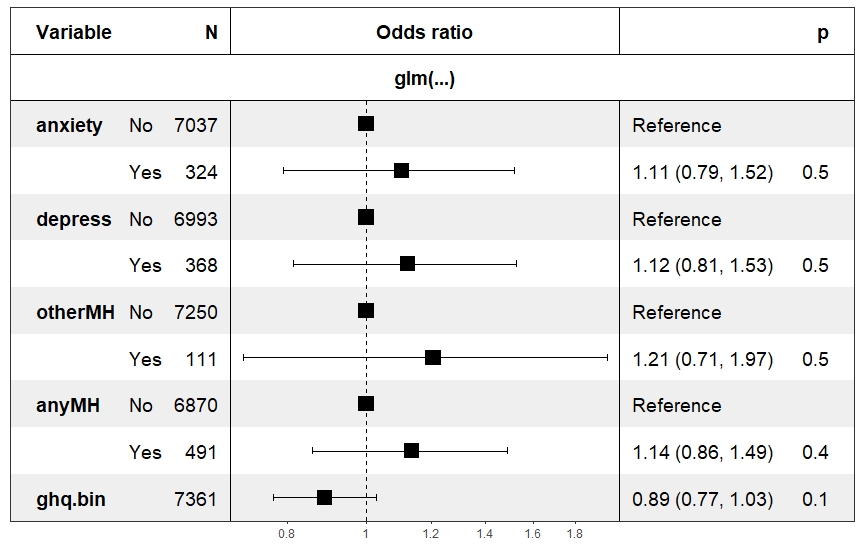 Variable N Odds ratio p
glm(...)
anxiety No 7037 Reference
Yes 324 1.11 (0.79, 1.52) 0.5
depress No 6993 Reference
Yes 368 1.12 (0.81, 1.53) 0.5
otherMH No 7250 Reference
Yes 111 1.21 (0.71, 1.97) 0.5
anyMH No 6870 Reference
Yes 491 1.14 (0.86, 1.49) 0.4
ghq.bin 7361 0.89 (0.77, 1.03) 0.1
0.8 1 1.2 1.4 1.6 1.8